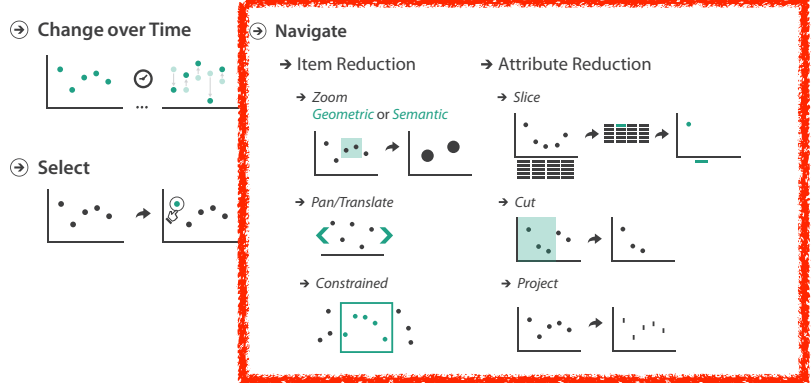 Change over Time
...
Select
Navigate
Item Reduction
Zoom
Geometric or Semantic
Pan/Translate
Constrained
Attribute Reduction
Slice
Cut
Project